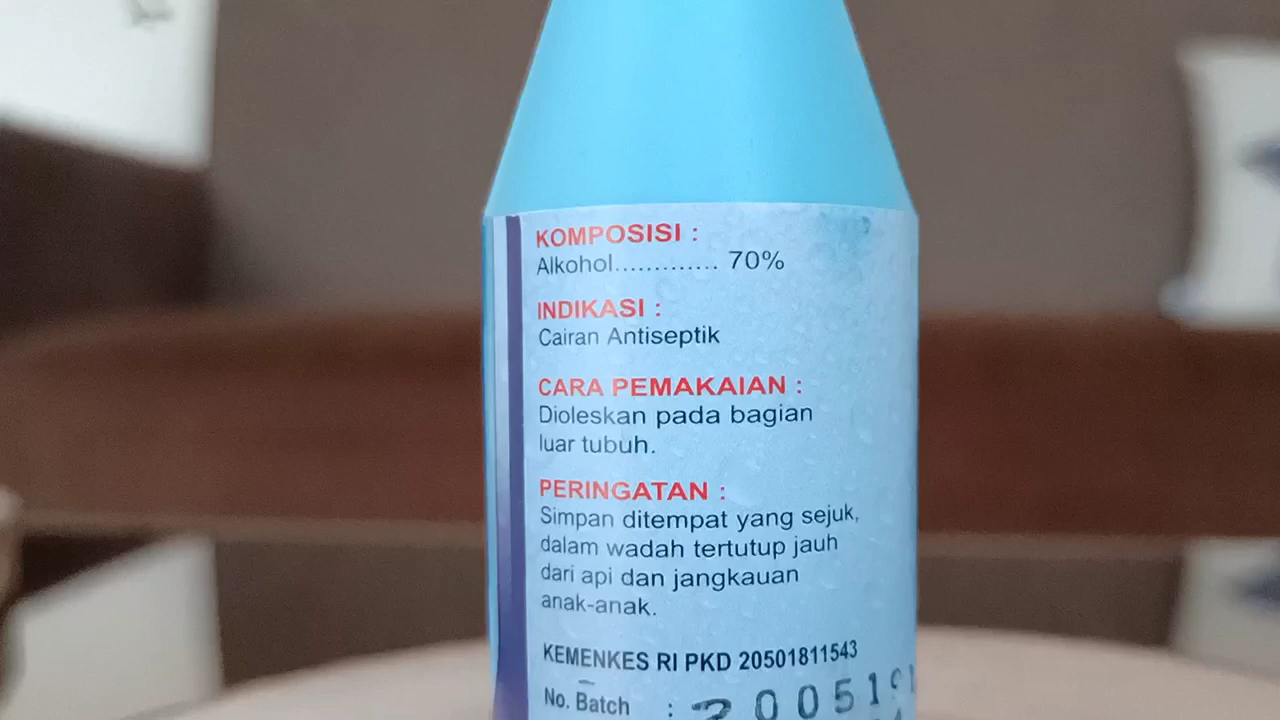 KOMPOSISI :
Alkohol............. 70%
INDIKASI :
Cairan Antiseptik
CARA PEMAKAIAN :
Dioleskan pada bagian
luar tubuh.
PERINGATAN :
Simpan ditempat yang sejuk,
dalam wadah tertutup jauh
dari api dan jangkauan
anak-anak.
KEMENKES RI PKD 20501811543
No. Batch :